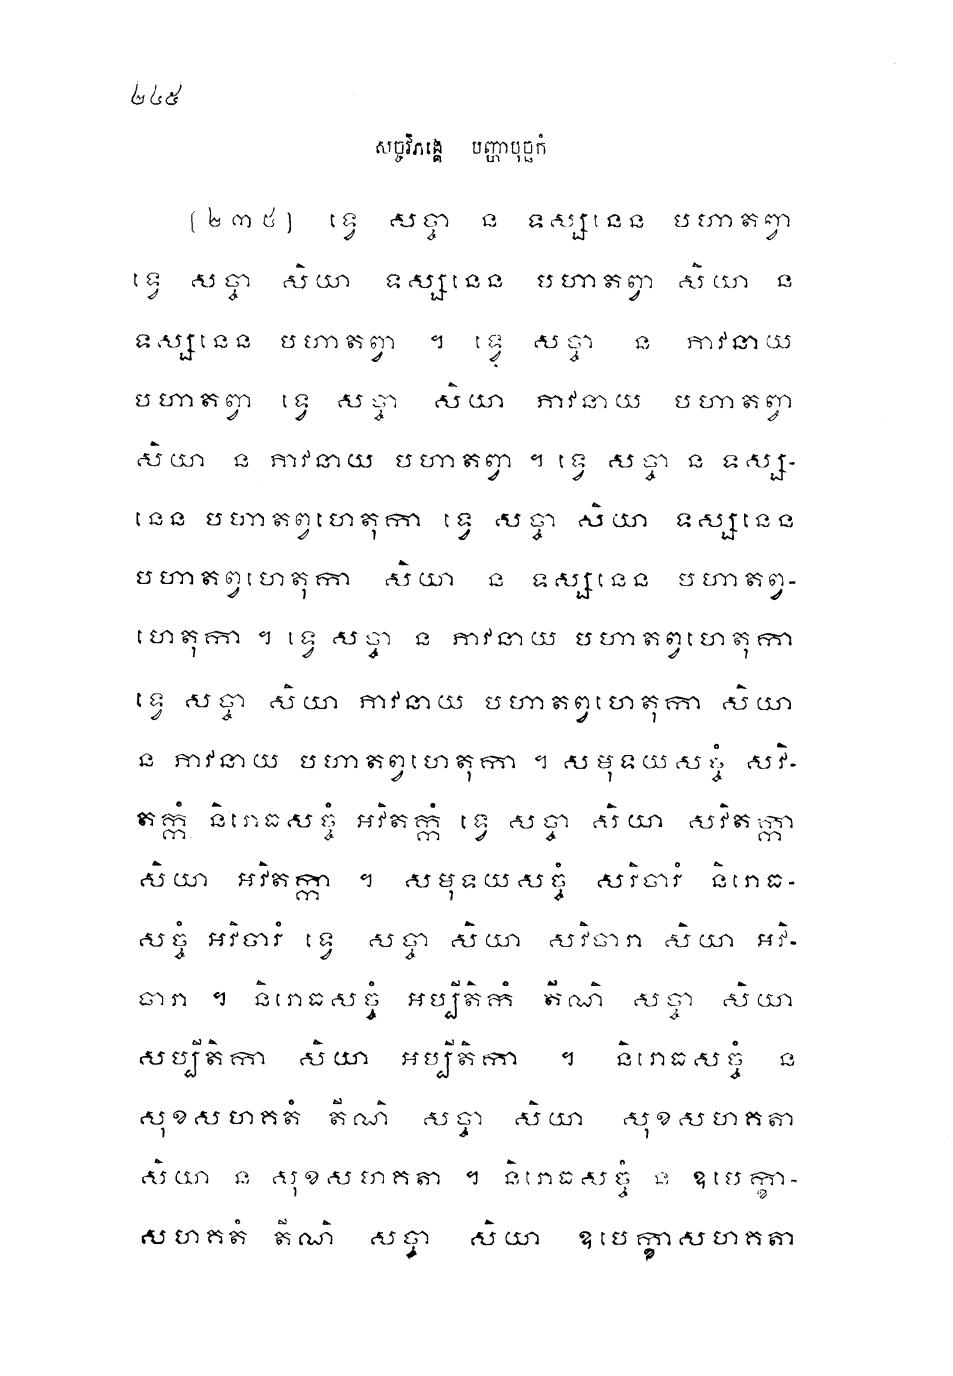 ២៤៥
សច្ចវិភង្គេ បញ្ហាបុច្ឆកំ
[២៣៥] ទ្វេ សច្ចា ន ទស្សនេន បហាតព្វា
ទ្វេ សច្ចា សិយា ទស្សនេន បហាតព្វា សិយា ន
ទស្សនេន បហាតព្វា ។ ទ្វេ សច្ចា ន ភាវនាយ
បហាតព្វា ទ្វេ សច្ចា សិយា ភាវនាយ បហាតព្វា
សិយា ន ភាវនាយ បហាតព្វា ។ ទ្វេ សច្ចា ន ទស្ស-
នេន បហាតព្វហេតុកា ទ្វេ សច្ចា សិយា ទស្សនេន
បហាតព្វហេតុកា សិយា ន ទស្សនេន បហាតព្វ-
ហេតុកា ។ ទ្វេ សច្ចា ន ភាវនាយ បហាតព្វហេតុកា
ទ្វេ សច្ចា សិយា ភាវនាយ បហាតព្វហេតុកា សិយា
ន ភាវនាយ បហាតព្វហេតុកា ។ សមុទយសច្ចំ សវិ-
តក្កំ និរោធសច្ចំ អវិតក្កំ ទ្វេ សច្ចា សិយា សវិតក្កា
សិយា អវិតក្កា ។ សមុទយសច្ចំ សវិចារំ និរោធ-
សច្ចំ អវិចារំ ទ្វេ សច្ចា សិយា សវិចារា សិយា អវិ-
ចារា ។ និរោធសច្ចំ អប្បីតិកំ តីណិ សច្ចា សិយា
សប្បីតិកា សិយា អប្បីតិកា ។ និរោធសច្ចំ ន
សុខសហគតំ តីណិ សច្ចា សិយា សុខសហគតា
សិយា ន សុខសហគតា ។ និរោធសច្ចំ ន ឧបេក្ខា-
សហគតំ តីណិ សច្ចា សិយា ឧបេក្ខាសហគតា